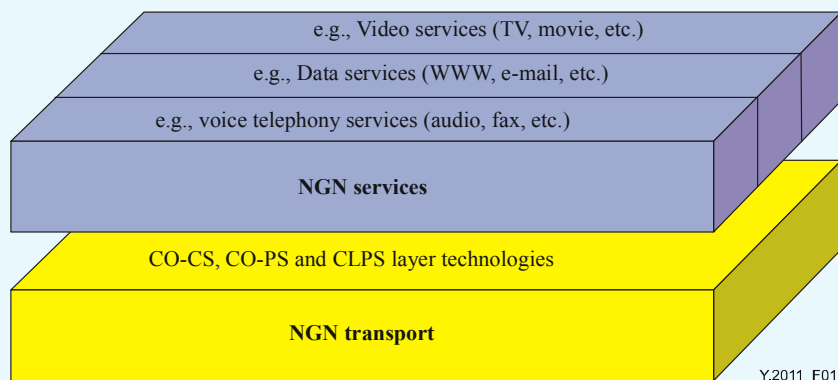 e.g., Video services (TV, movie, etc.)
e.g., Data services (WWW, e-mail, etc.)
e.g., voice telephony services (audio, fax, etc.)
NGN services
CO-CS, CO-PS and CLPS layer technologies
NGN transport
Y.2011_F01